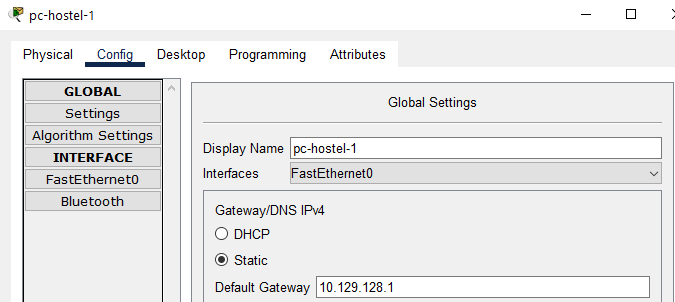 pc-hostel-1
Physical Config Desktop Programming Attributes
GLOBAL
Settings
Algorithm Settings
INTERFACE
FastEthernet0
Bluetooth
Global Settings
Display Name pc-hostel-1
Interfaces FastEthernet0
Gateway/DNS IPv4
DHCP
Static
Default Gateway 10.129.128.1